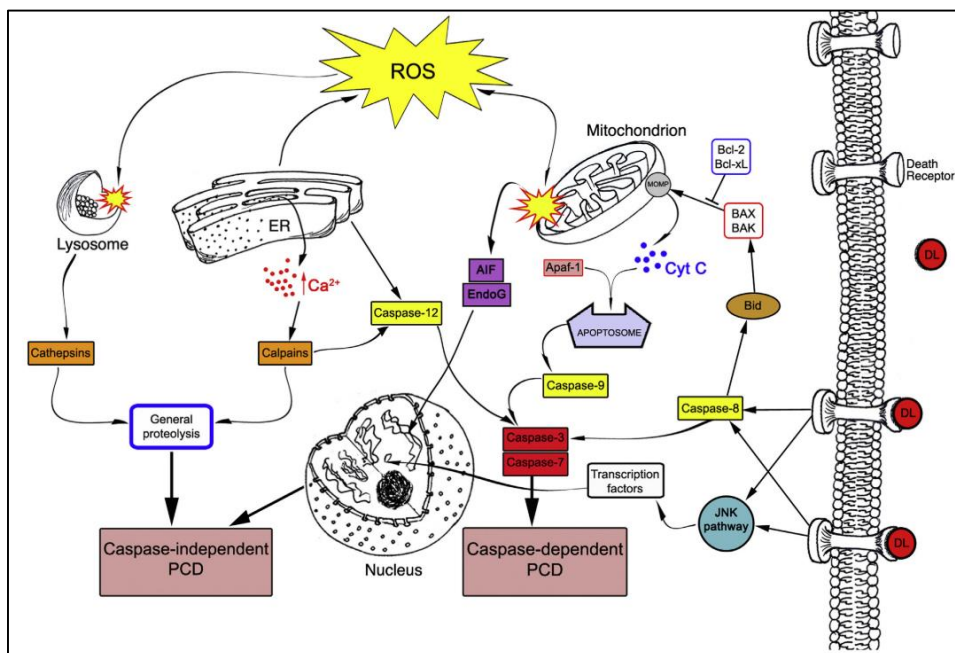 ROS
Mitochondrion
Bcl-2
Bcl-xL
MOMP
Death
Receptor
BAX
BAK
Lysosome
ER
DL
Ca2+
AIF
EndoG
Apaf-1
Cyt C
Caspase-12
Bid
APOPTOSOME
Cathepsins
Calpains
Caspase-9
General
proteolysis
Caspase-8
DL
Caspase-3
Caspase-7
Transcription
factors
JNK
pathway
DL
Caspase-independent
PCD
Caspase-dependent
PCD
Nucleus